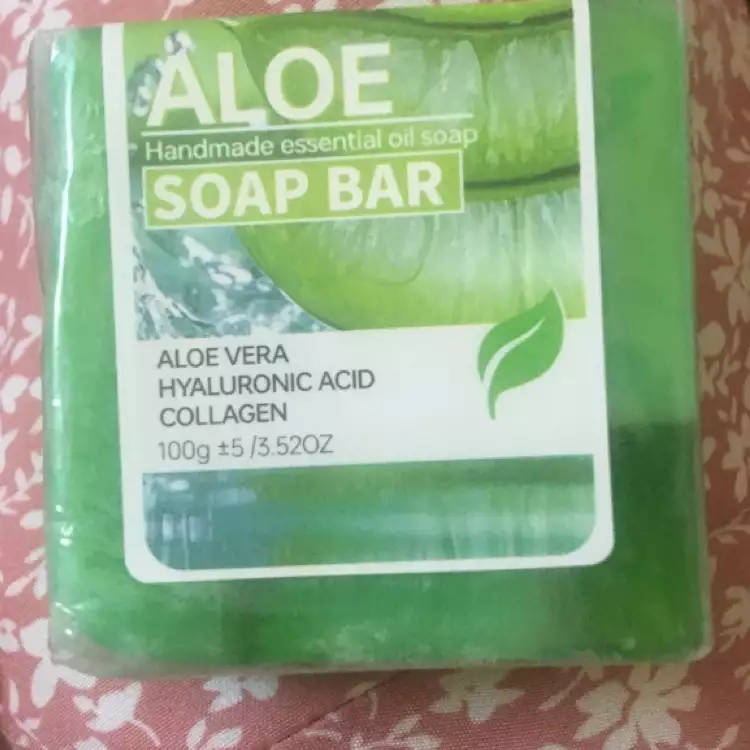 ALOE
Handmade essential oil soap
SOAP BAR
ALOE VERA
HYALURONIC ACID
COLLAGEN
100g ±5 /3.52OZ